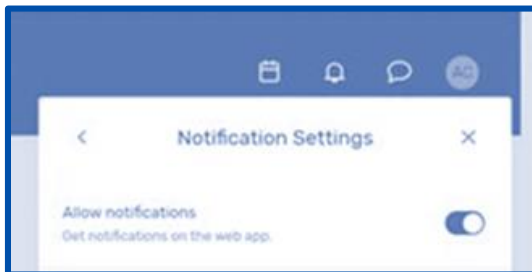 AC
Notification Settings
Allow notifications
Get notifications on the web app.